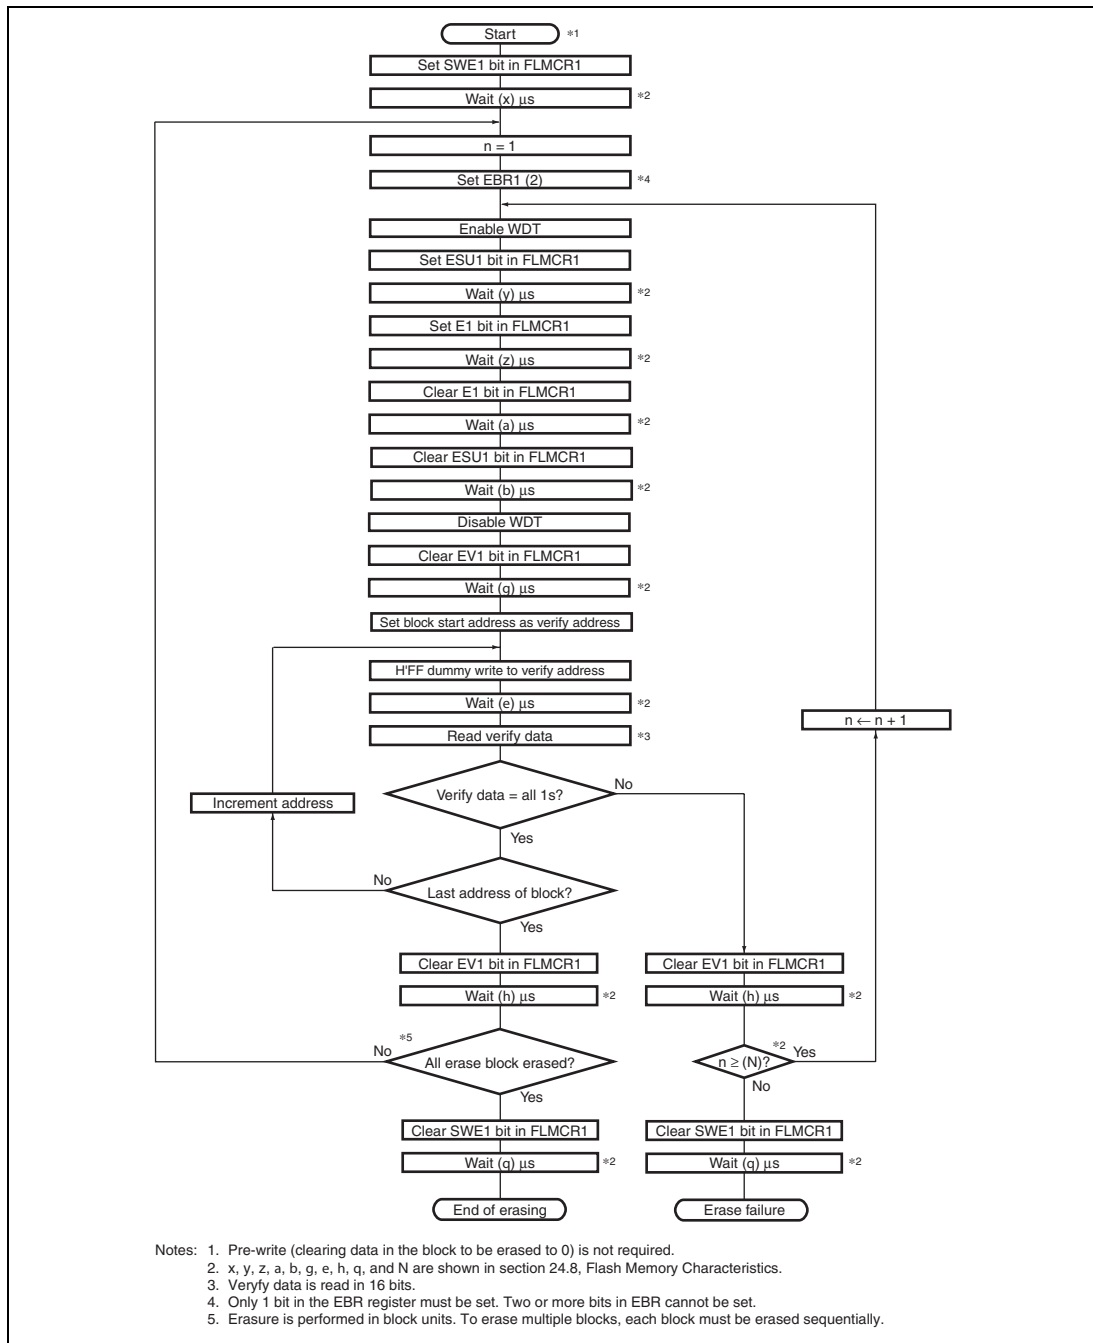 Start *1
Set SWE1 bit in FLMCR1
Wait (x) μs *2
n = 1
Set EBR1 (2) *4
Enable WDT
Set ESU1 bit in FLMCR1
Wait (y) μs *2
Set E1 bit in FLMCR1
Wait (z) μs *2
Clear E1 bit in FLMCR1
Wait (a) μs *2
Clear ESU1 bit in FLMCR1
Wait (b) μs *2
Disable WDT
Clear EV1 bit in FLMCR1
Wait (g) μs *2
Set block start address as verify address
H'FF dummy write to verify address
Wait (e) μs *2
n ← n + 1
Read verify data *3
Verify data = all 1s?
No
Increment address
Yes
No
Last address of block?
Yes
Clear EV1 bit in FLMCR1
Clear EV1 bit in FLMCR1
Wait (h) μs *2
Wait (h) μs *2
No *5
All erase block erased?
n ≥ (N)? *2 Yes
Yes
No
Clear SWE1 bit in FLMCR1
Clear SWE1 bit in FLMCR1
Wait (q) μs *2
Wait (q) μs *2
End of erasing
Erase failure
Notes: 1. Pre-write (clearing data in the block to be erased to 0) is not required.
2. x, y, z, a, b, g, e, h, q, and N are shown in section 24.8, Flash Memory Characteristics.
3. Veryfy data is read in 16 bits.
4. Only 1 bit in the EBR register must be set. Two or more bits in EBR cannot be set.
5. Erasure is performed in block units. To erase multiple blocks, each block must be erased sequentially.